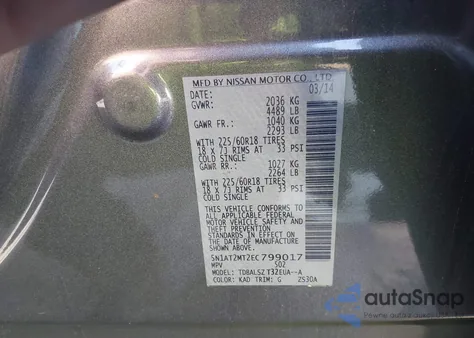 MFD BY NISSAN MOTOR CO., LTD.
DATE: 03/14
GVWR: 2036 KG
4489 LB
GAWR FR.: 1040 KG
2293 LB
WITH 225/60R18 TIRES
18 x 7J RIMS AT 33 PSI
COLD SINGLE
GAWR RR.: 1027 KG
2264 LB
WITH 225/60R18 TIRES
18 x 7J RIMS AT 33 PSI
COLD SINGLE
THIS VEHICLE CONFORMS TO
ALL APPLICABLE FEDERAL
MOTOR VEHICLE SAFETY AND
THEFT PREVENTION
STANDARDS IN EFFECT ON THE
DATE OF MFR. SHOWN ABOVE.
5N1AT2MT2EC799017
MPV S02
MODEL: TDBALSZ T32EUA--A
COLOR: KAD TRIM: G ZS30A
autoSnap